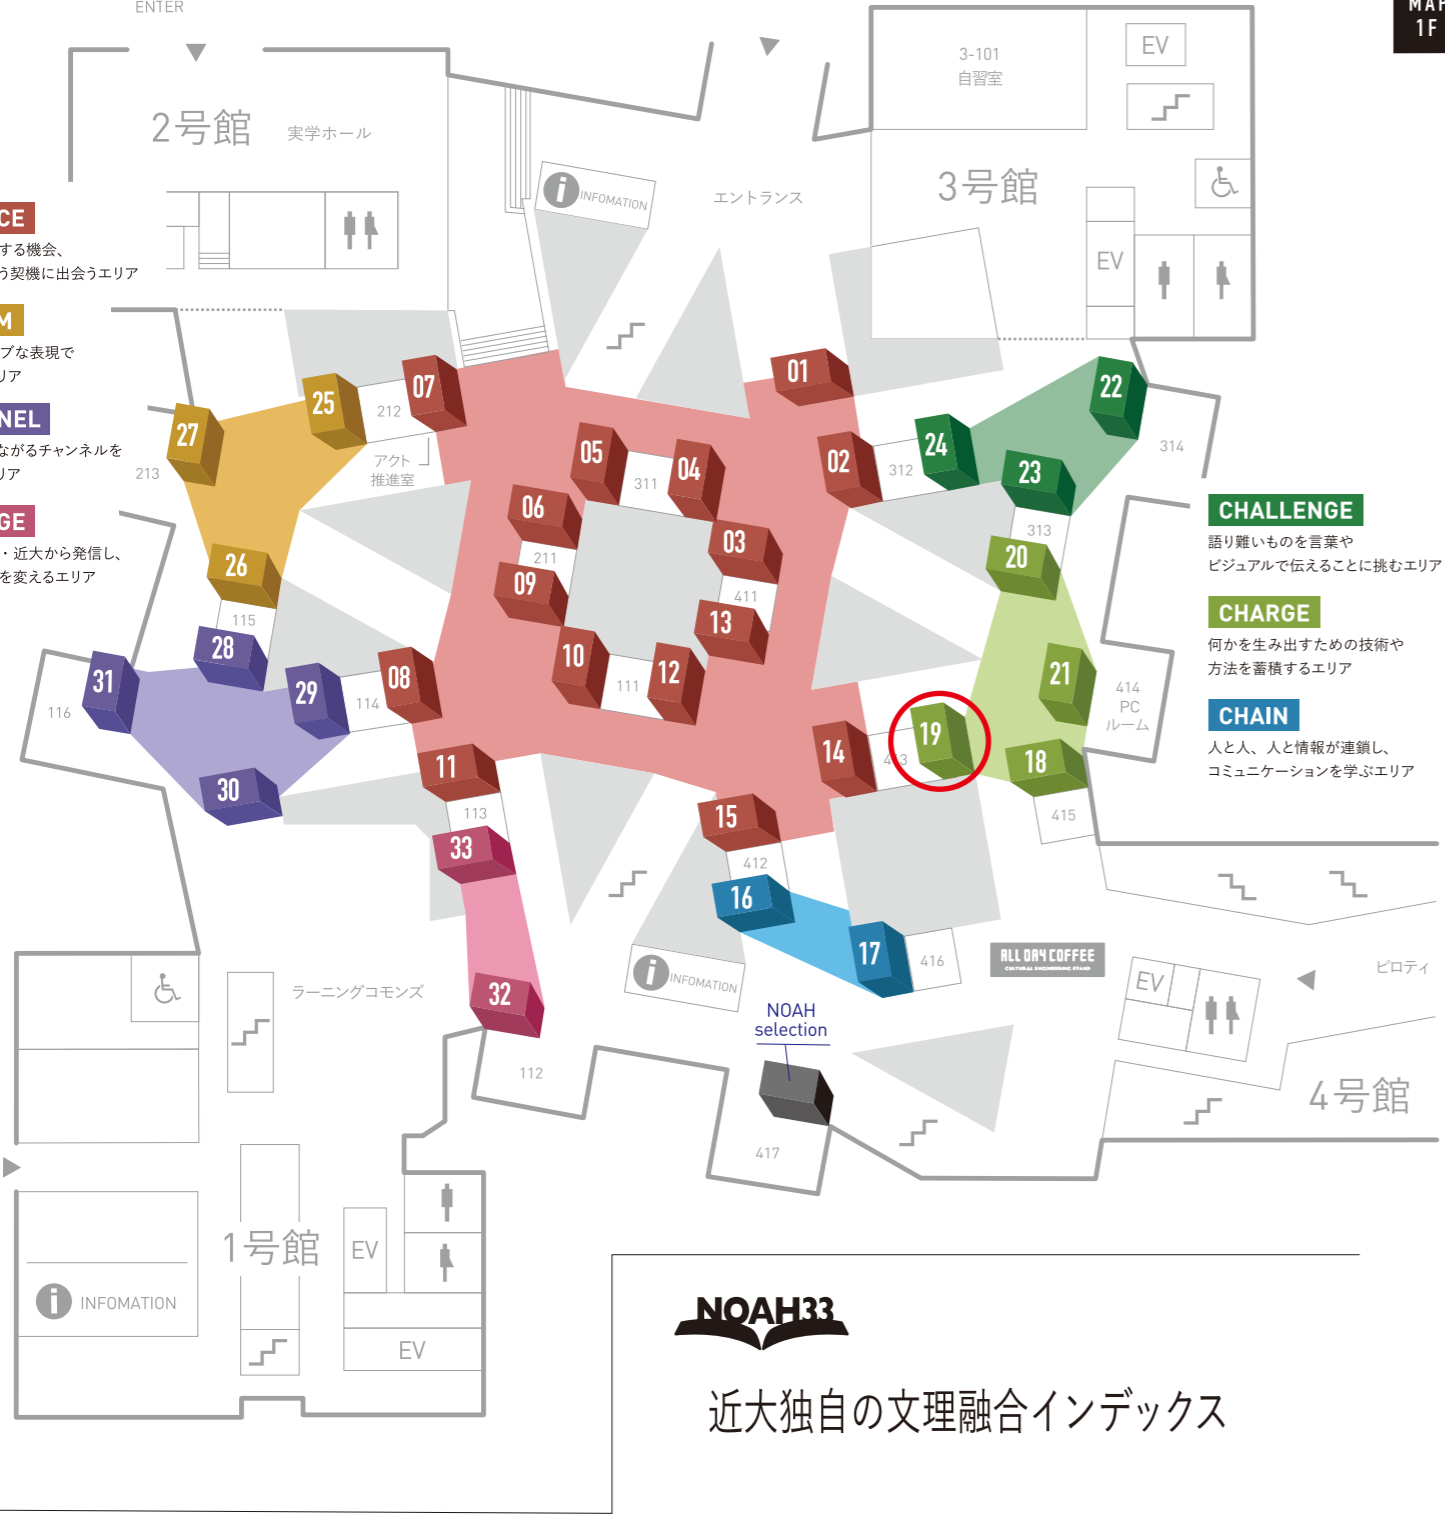 ENTER
MAP
1F
2号館
実学ホール
INFOMATION
エントランス
3-101
自習室
EV
3号館
EV
CE
する機会、
う契機に出会うエリア
M
ブな表現で
リア
NEL
ながるチャンネルを
リア
GE
・近大から発信し、
を変えるエリア
01
02
03
04
05
06
07
08
09
10
11
12
13
14
15
16
17
18
19
20
21
22
23
24
25
26
27
28
29
30
31
32
33
212
アクト
推進室
213
311
211
411
111
312
314
313
115
116
114
113
413
414
PC
ルーム
415
412
416
112
417
CHALLENGE
語り難いものを言葉や
ビジュアルで伝えることに挑むエリア
CHARGE
何かを生み出すための技術や
方法を蓄積するエリア
CHAIN
人と人、人と情報が連鎖し、
コミュニケーションを学ぶエリア
ラーニングコモンズ
INFOMATION
NOAH
selection
ALL DAY COFFEE
CULTURAL ENGINEERING STAND
EV
ピロティ
4号館
1号館
EV
INFOMATION
EV
NOAH33
近大独自の文理融合インデックス